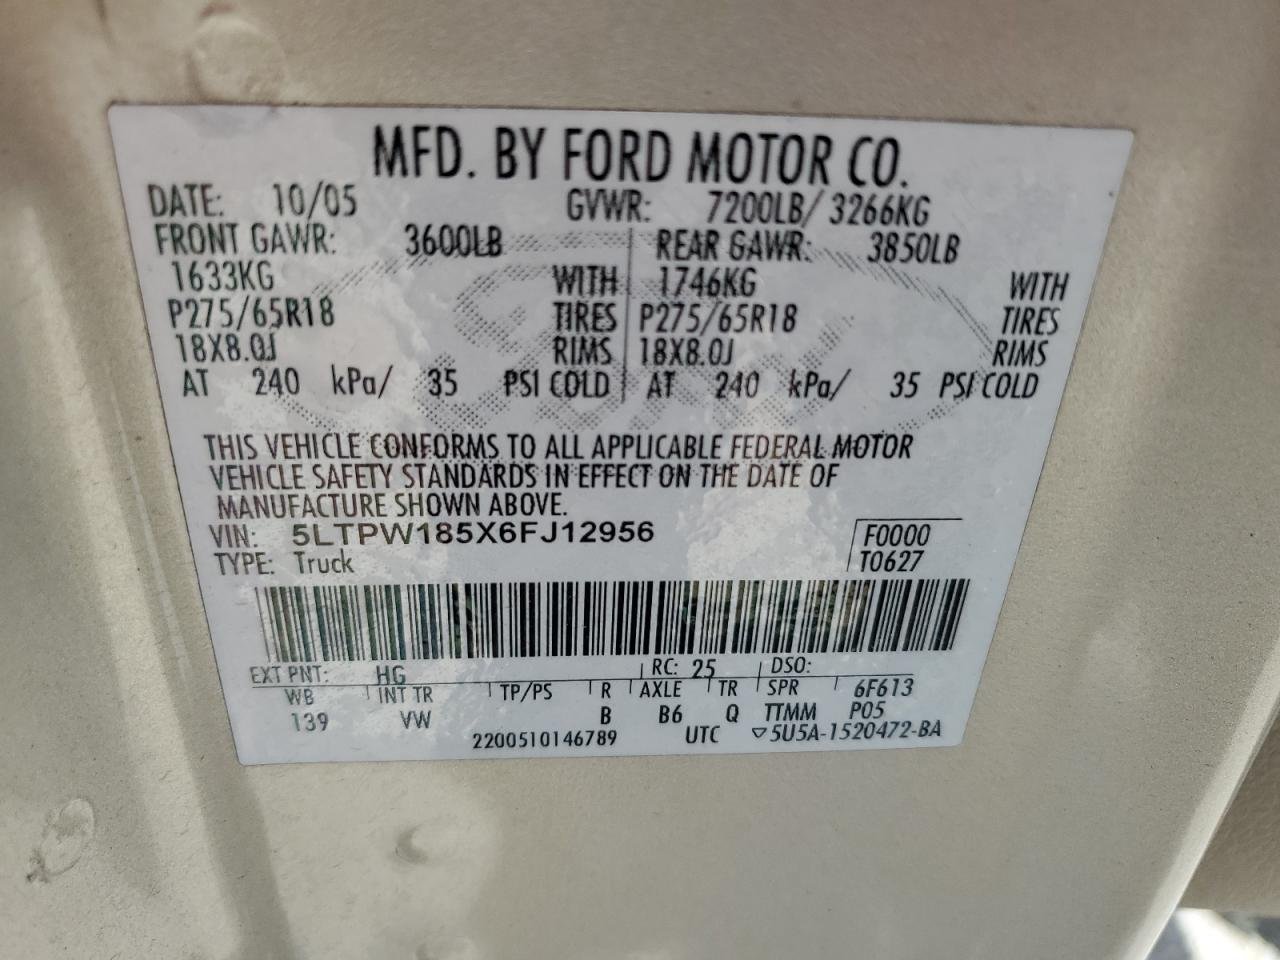 MFD. BY FORD MOTOR CO.
DATE: 10/05 GVWR: 7200LB/ 3266KG
FRONT GAWR: 3600LB REAR GAWR: 3850LB
1633KG WITH 1746KG WITH
P275/65R18 TIRES P275/65R18 TIRES
18X8.0J RIMS 18X8.0J RIMS
AT 240 kPa/ 35 PSI COLD AT 240 kPa/ 35 PSI COLD
THIS VEHICLE CONFORMS TO ALL APPLICABLE FEDERAL MOTOR
VEHICLE SAFETY STANDARDS IN EFFECT ON THE DATE OF
MANUFACTURE SHOWN ABOVE.
VIN: 5LTPW185X6FJ12956 F0000
TYPE: Truck T0627
EXT PNT: HG RC: 25 DSO:
WB INT TR TP/PS R AXLE TR SPR 6F613
139 VW B B6 Q TTMM P05
2200510146789 UTC ▽5U5A-1520472-BA